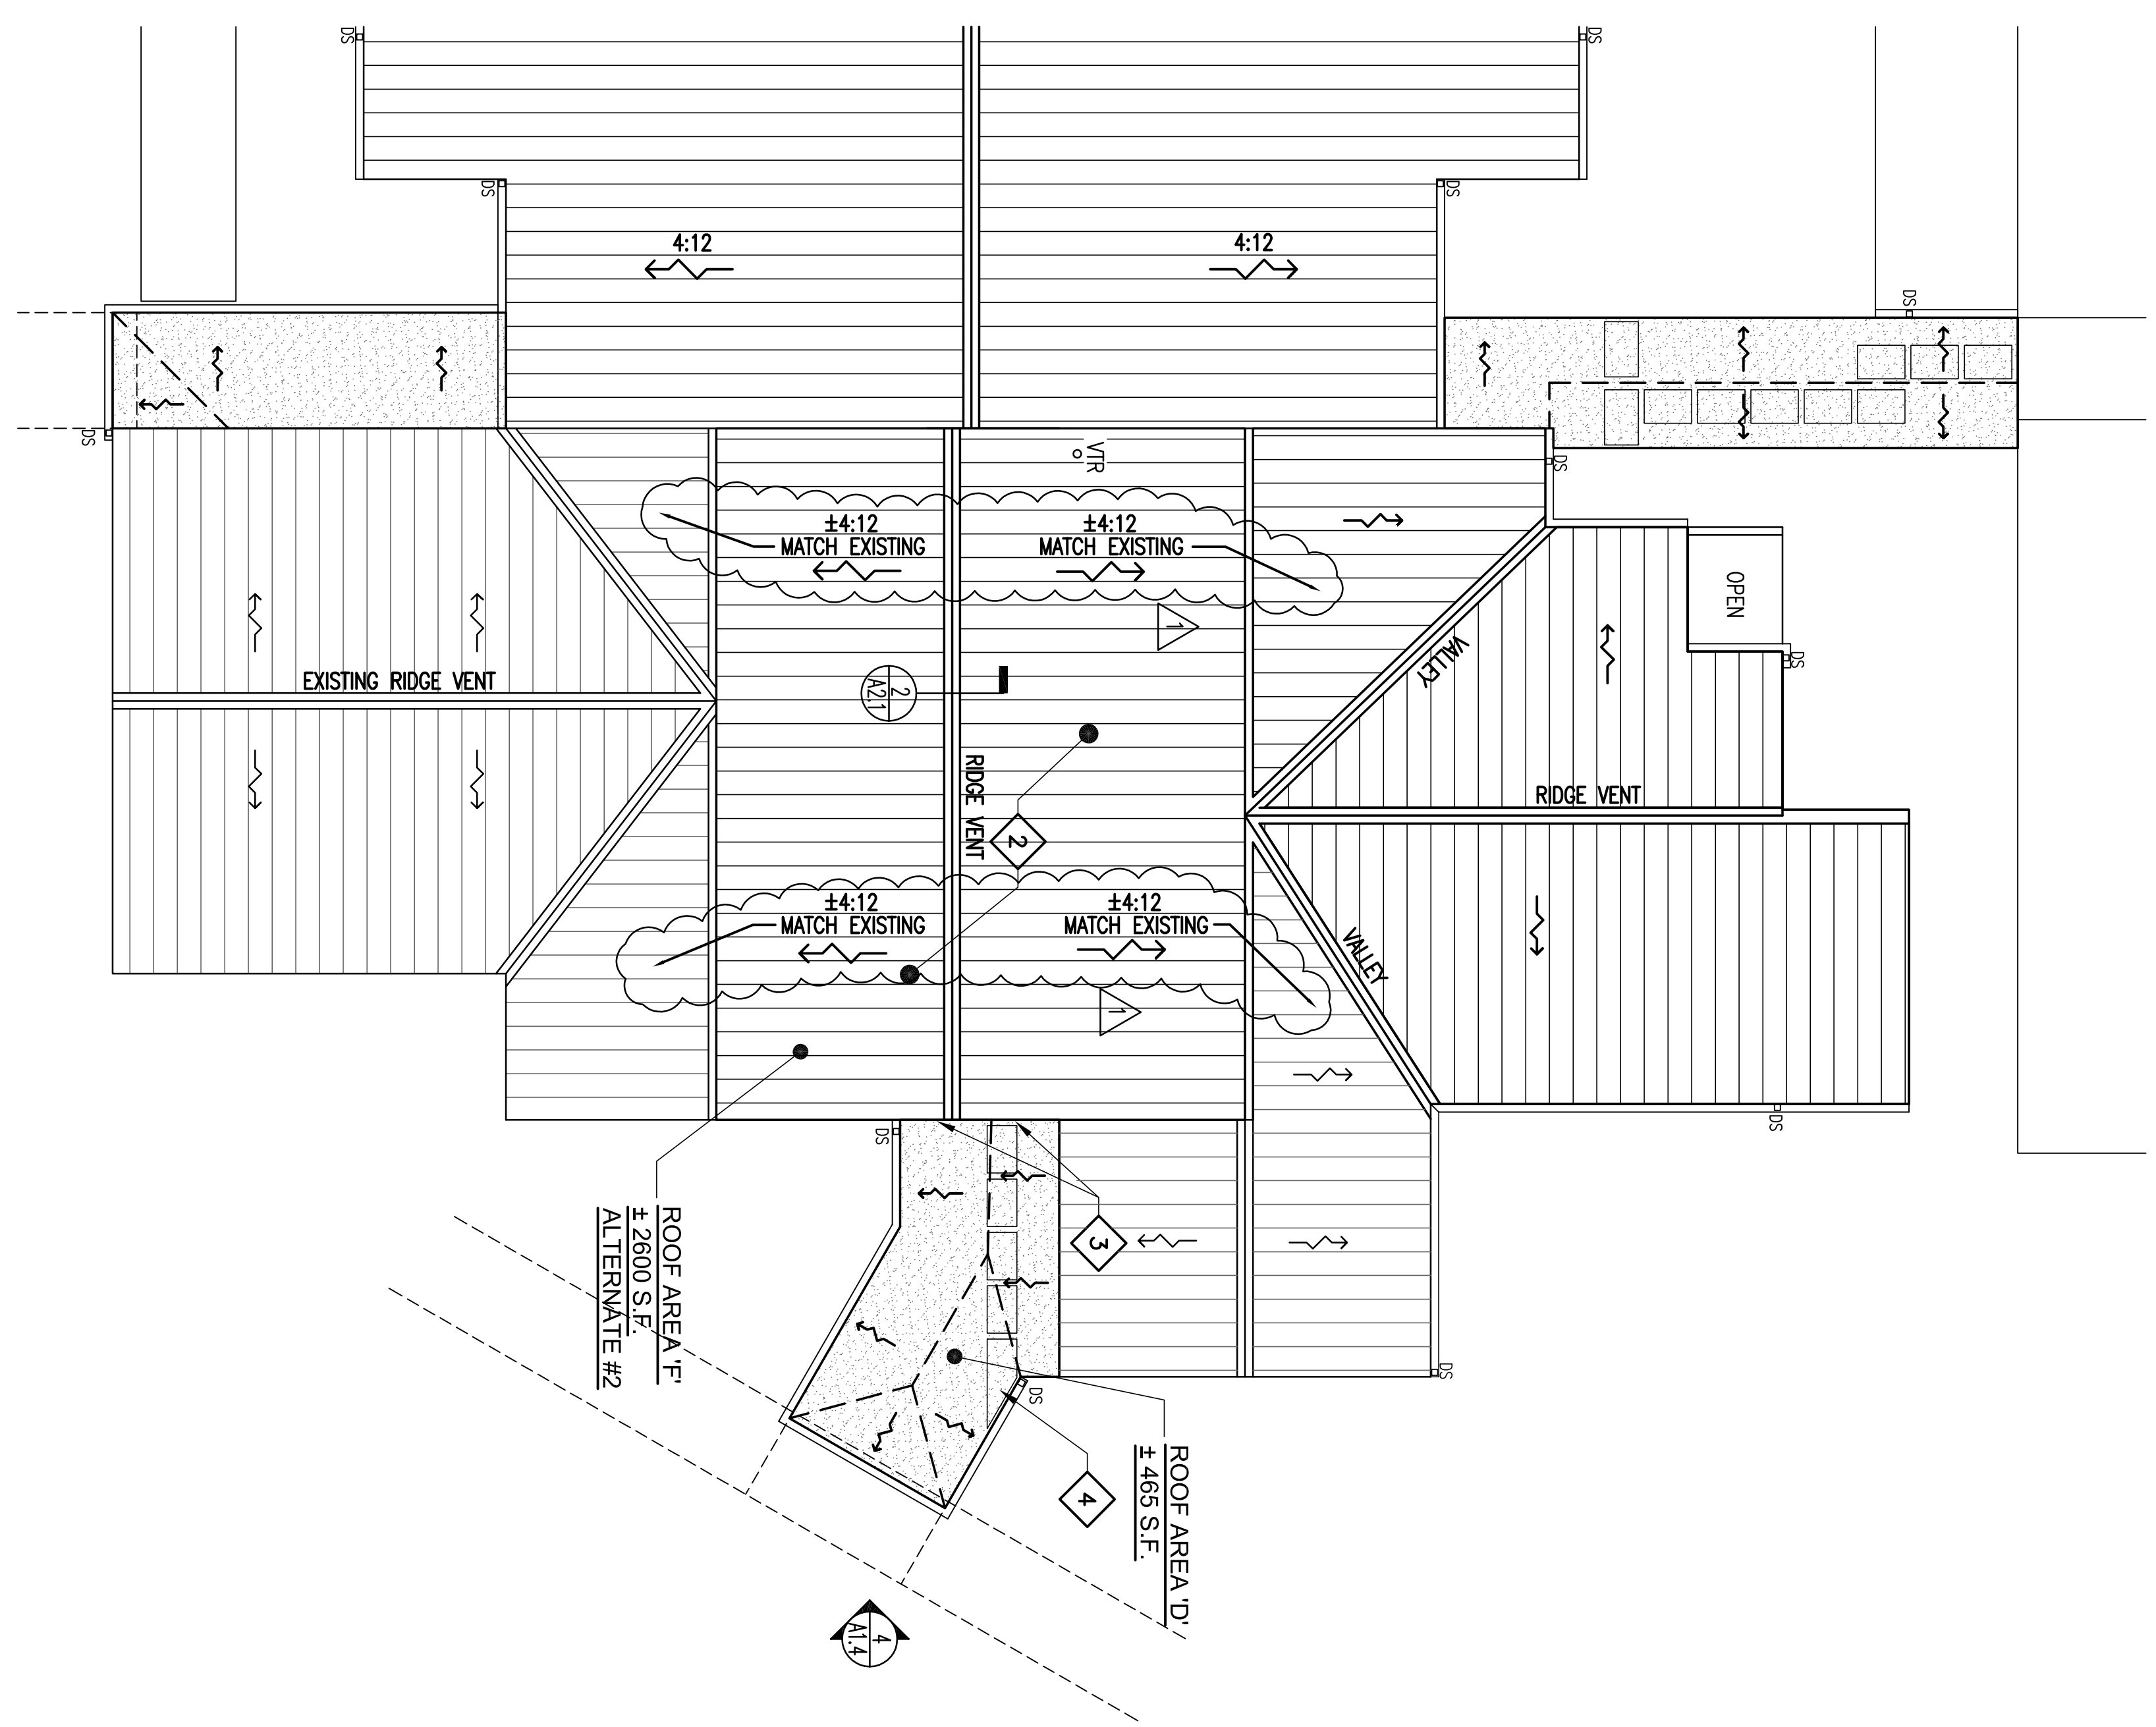 DS
DS
DS
DS
4:12
4:12
DS
DS
DS
VTR
±4:12
MATCH EXISTING
±4:12
MATCH EXISTING
OPEN
1
VALLEY
DS
EXISTING RIDGE VENT
2
A2.1
RIDGE VENT
RIDGE VENT
2
±4:12
MATCH EXISTING
±4:12
MATCH EXISTING
VALLEY
1
DS
DS
3
ROOF AREA 'F'
± 2600 S.F.
ALTERNATE #2
DS
DS
4
ROOF AREA 'D'
± 465 S.F.
4
A1.4